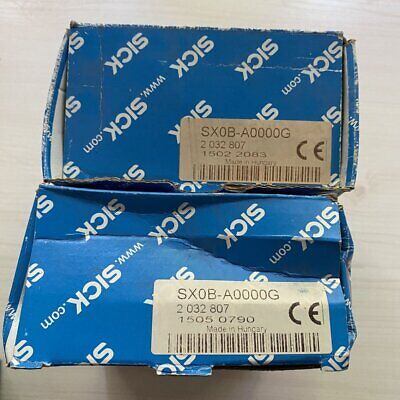 SICK
www.sick.com
SX0B-A0000G
2 032 807
1502 2083
Made in Hungary
CE
SICK
www.sick.com
SX0B-A0000G
2 032 807
1505 0790
Made in Hungary
CE